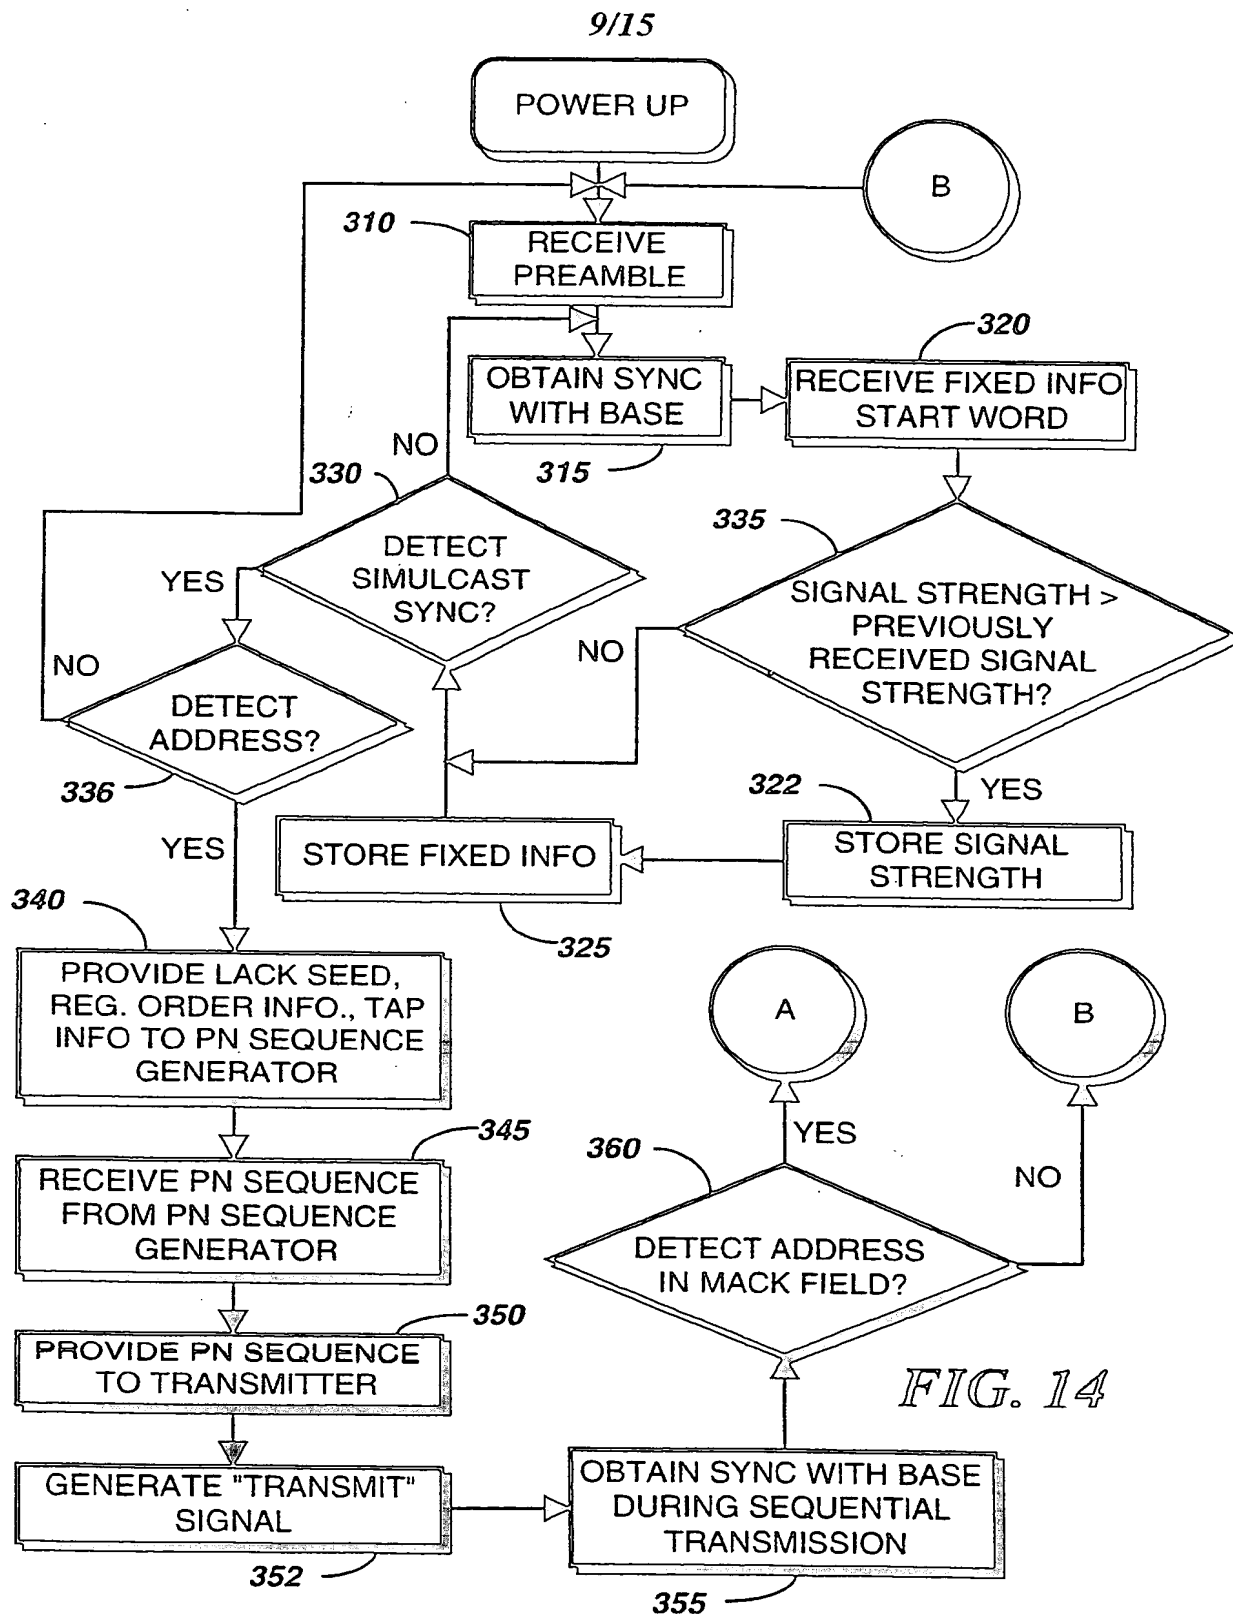 9/15
POWER UP
B
310
RECEIVE
PREAMBLE
320
OBTAIN SYNC
WITH BASE
RECEIVE FIXED INFO
START WORD
NO
315
330
335
DETECT
SIMULCAST
SYNC?
YES
SIGNAL STRENGTH >
PREVIOUSLY
RECEIVED SIGNAL
STRENGTH?
NO
NO
DETECT
ADDRESS?
336
322
YES
YES
STORE FIXED INFO
STORE SIGNAL
STRENGTH
340
325
PROVIDE LACK SEED,
REG. ORDER INFO., TAP
INFO TO PN SEQUENCE
GENERATOR
A
B
345
YES
360
NO
RECEIVE PN SEQUENCE
FROM PN SEQUENCE
GENERATOR
DETECT ADDRESS
IN MACK FIELD?
350
PROVIDE PN SEQUENCE
TO TRANSMITTER
FIG. 14
GENERATE "TRANSMIT"
SIGNAL
OBTAIN SYNC WITH BASE
DURING SEQUENTIAL
TRANSMISSION
352
355